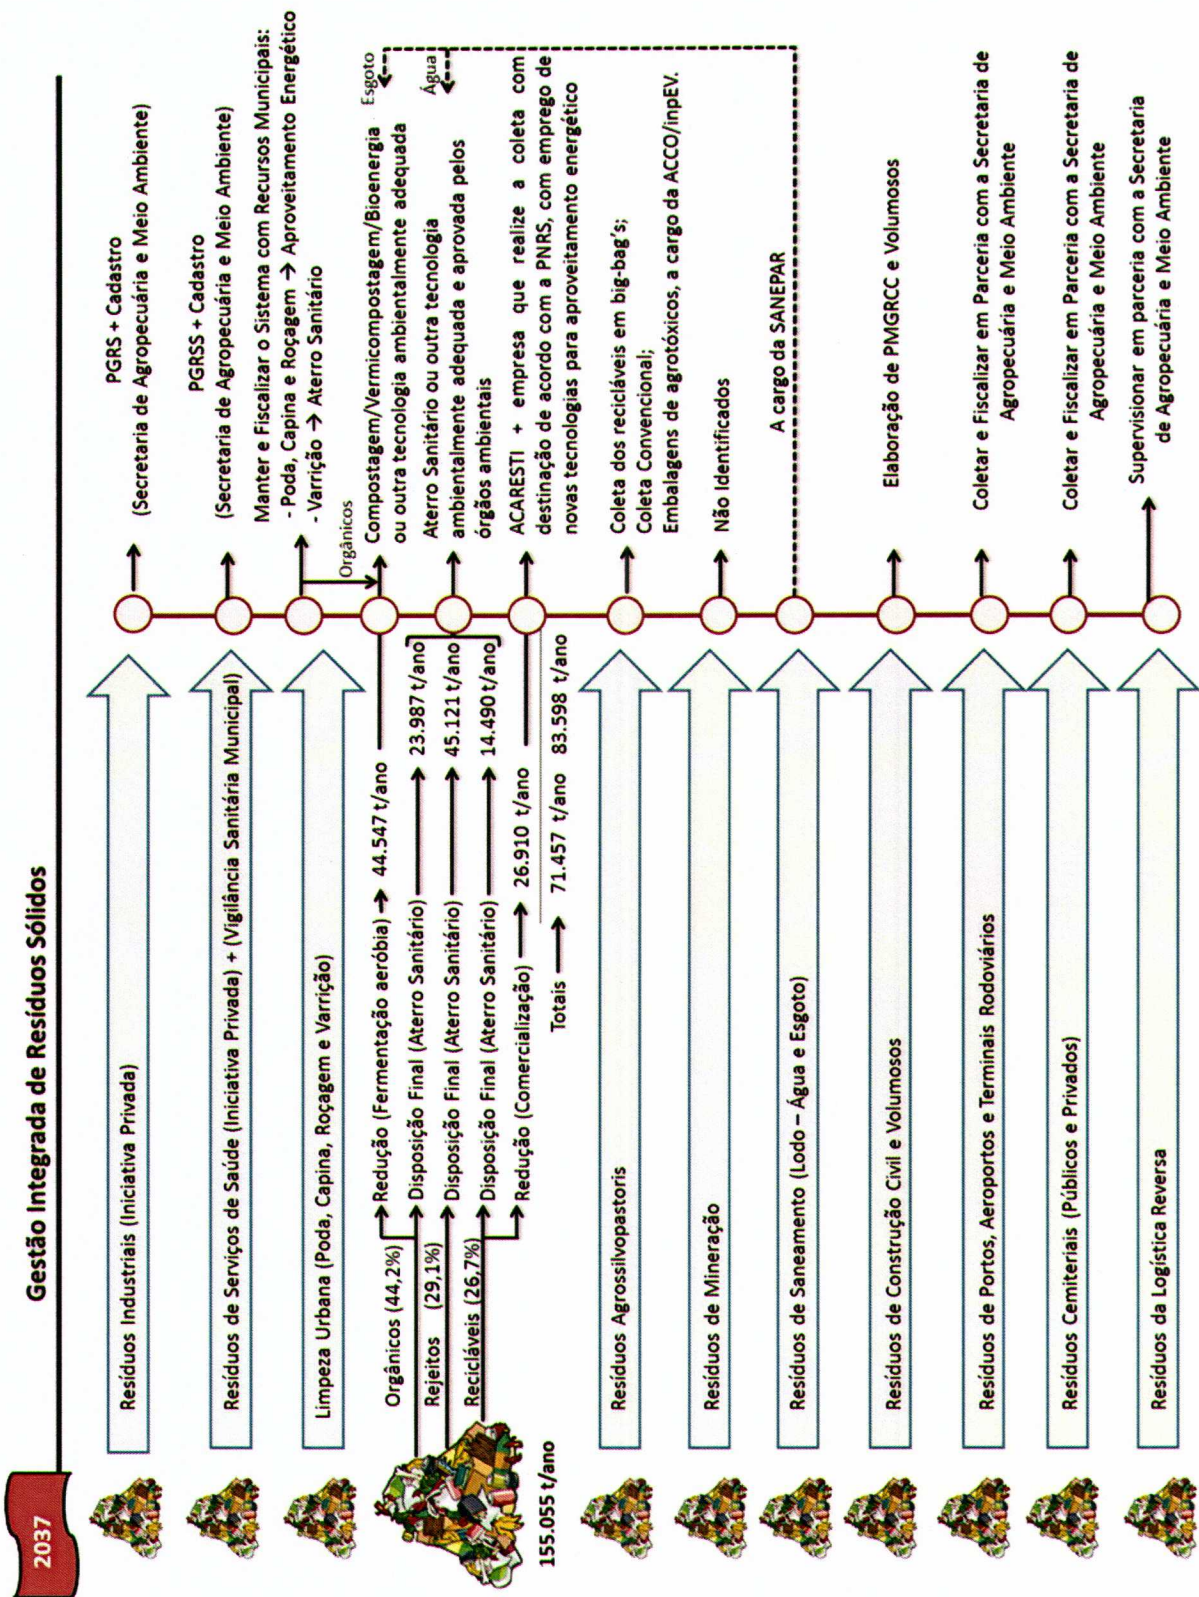 2037
Gestão Integrada de Resíduos Sólidos
Resíduos Industriais (Iniciativa Privada)
PGRS + Cadastro
(Secretaria de Agropecuária e Meio Ambiente)
Resíduos de Serviços de Saúde (Iniciativa Privada) + (Vigilância Sanitária Municipal)
PGRSS + Cadastro
(Secretaria de Agropecuária e Meio Ambiente)
Limpeza Urbana (Poda, Capina, Roçagem e Varrição)
Manter e Fiscalizar o Sistema com Recursos Municipais:
- Poda, Capina e Roçagem → Aproveitamento Energético
- Varrição → Aterro Sanitário
Orgânicos
155.055 t/ano
Orgânicos (44,2%)
Redução (Fermentação aeróbia) → 44.547 t/ano
Compostagem/Vermicompostagem/Bioenergia
ou outra tecnologia ambientalmente adequada
Esgoto
Disposição Final (Aterro Sanitário) → 23.987 t/ano
Rejeitos (29,1%)
Disposição Final (Aterro Sanitário) → 45.121 t/ano
Aterro Sanitário ou outra tecnologia
ambientalmente adequada e aprovada pelos
órgãos ambientais
Água
Recicláveis (26,7%)
Disposição Final (Aterro Sanitário) → 14.490 t/ano
Redução (Comercialização) → 26.910 t/ano
ACARESTI + empresa que realize a coleta com
destinação de acordo com a PNRS, com emprego de
novas tecnologias para aproveitamento energético
Totais → 71.457 t/ano 83.598 t/ano
Resíduos Agrossilvopastoris
Coleta dos recicláveis em big-bag's;
Coleta Convencional;
Embalagens de agrotóxicos, a cargo da ACCO/inpEV.
Resíduos de Mineração
Não Identificados
Resíduos de Saneamento (Lodo – Água e Esgoto)
A cargo da SANEPAR
Resíduos de Construção Civil e Volumosos
Elaboração de PMGRCC e Volumosos
Resíduos de Portos, Aeroportos e Terminais Rodoviários
Coletar e Fiscalizar em Parceria com a Secretaria de
Agropecuária e Meio Ambiente
Resíduos Cemiteriais (Públicos e Privados)
Coletar e Fiscalizar em Parceria com a Secretaria de
Agropecuária e Meio Ambiente
Resíduos da Logística Reversa
Supervisionar em parceria com a Secretaria
de Agropecuária e Meio Ambiente